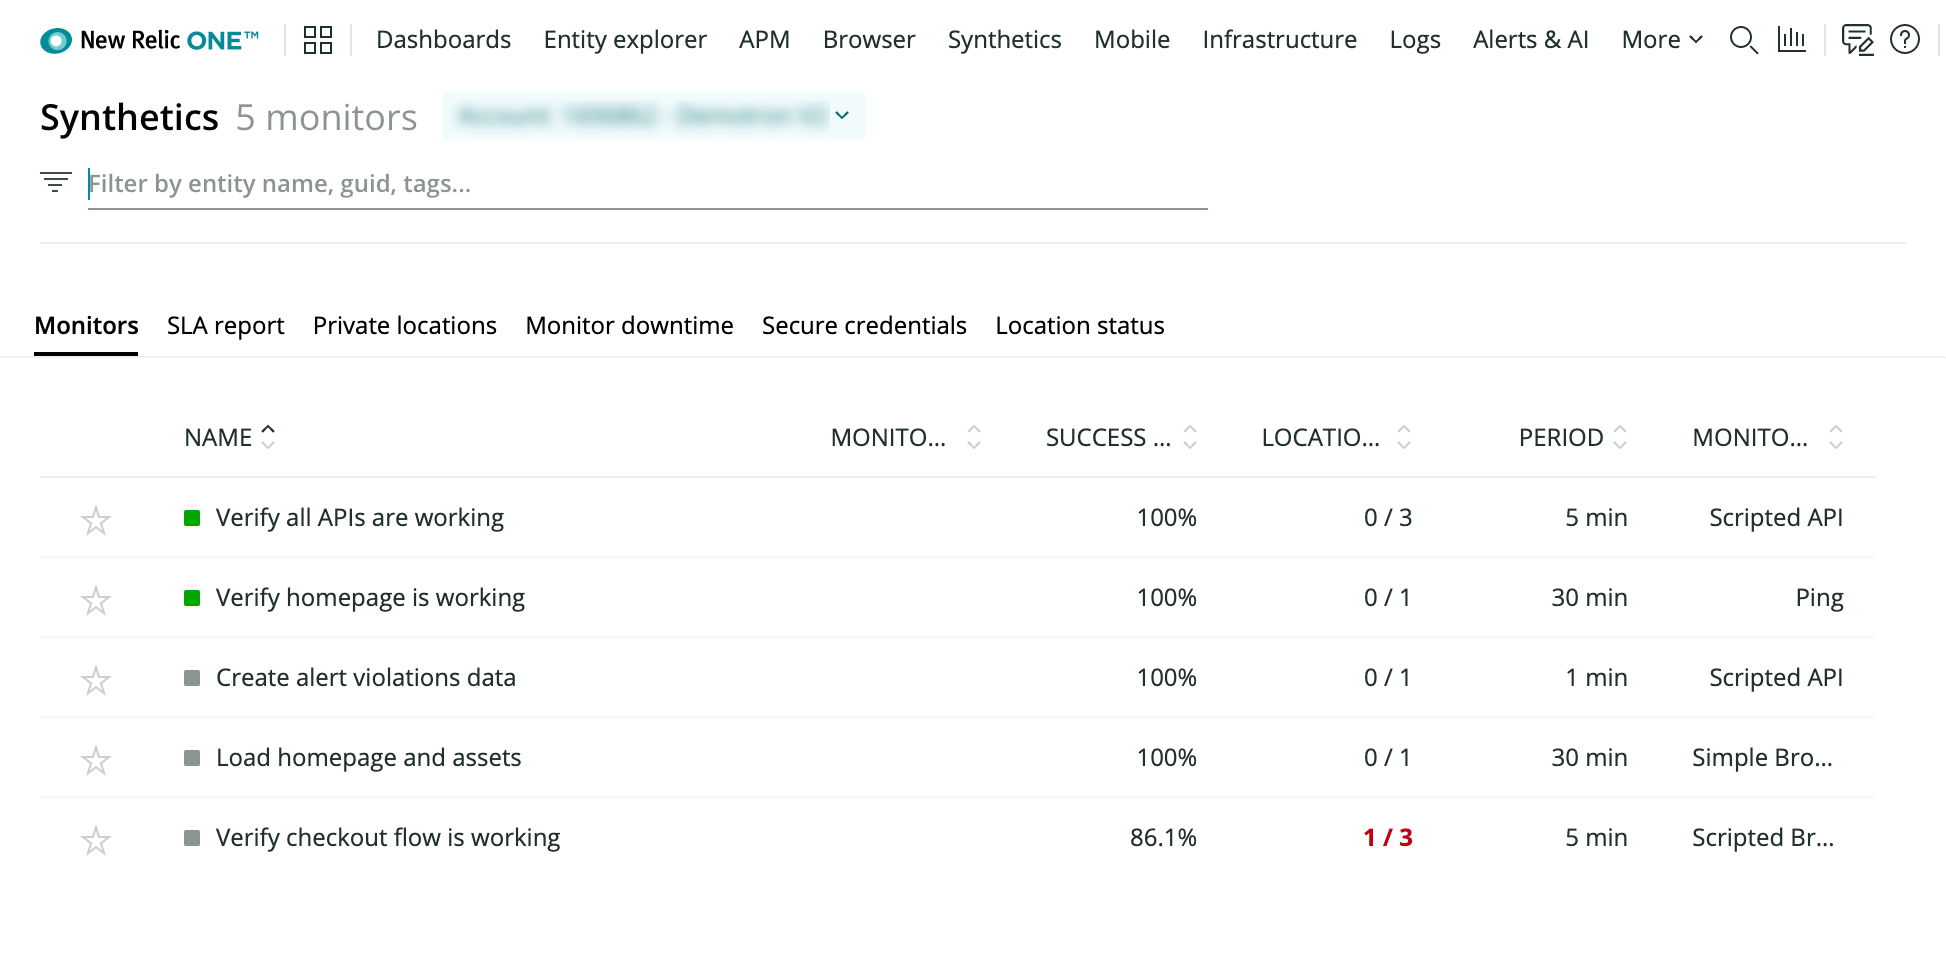 New Relic ONE™ Dashboards Entity explorer APM Browser Synthetics Mobile Infrastructure Logs Alerts & AI More
Synthetics 5 monitors
Filter by entity name, guid, tags...
Monitors SLA report Private locations Monitor downtime Secure credentials Location status
NAME MONITO... SUCCESS ... LOCATIO... PERIOD MONITO...
Verify all APIs are working 100% 0 / 3 5 min Scripted API
Verify homepage is working 100% 0 / 1 30 min Ping
Create alert violations data 100% 0 / 1 1 min Scripted API
Load homepage and assets 100% 0 / 1 30 min Simple Bro...
Verify checkout flow is working 86.1% 1 / 3 5 min Scripted Br...